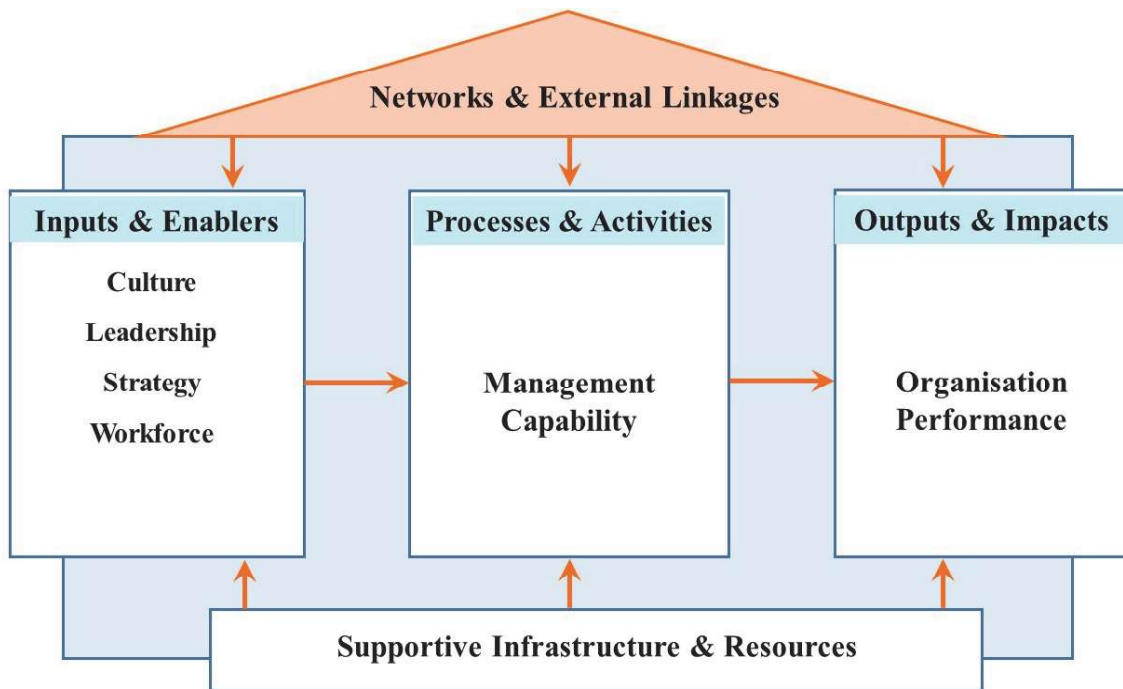 Networks & External Linkages
Inputs & Enablers
Culture
Leadership
Strategy
Workforce
Processes & Activities
Management
Capability
Outputs & Impacts
Organisation
Performance
Supportive Infrastructure & Resources